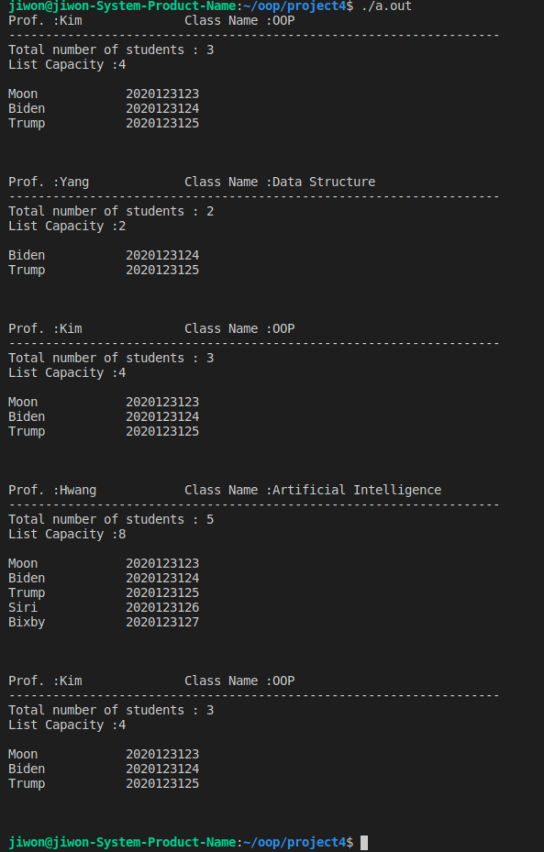 jiwon@jiwon-System-Product-Name:~/oop/project4$ ./a.out
Prof. :Kim Class Name :OOP
-------------------------------------------------------------------
Total number of students : 3
List Capacity :4
Moon 2020123123
Biden 2020123124
Trump 2020123125
Prof. :Yang Class Name :Data Structure
-------------------------------------------------------------------
Total number of students : 2
List Capacity :2
Biden 2020123124
Trump 2020123125
Prof. :Kim Class Name :OOP
-------------------------------------------------------------------
Total number of students : 3
List Capacity :4
Moon 2020123123
Biden 2020123124
Trump 2020123125
Prof. :Hwang Class Name :Artificial Intelligence
-------------------------------------------------------------------
Total number of students : 5
List Capacity :8
Moon 2020123123
Biden 2020123124
Trump 2020123125
Siri 2020123126
Bixby 2020123127
Prof. :Kim Class Name :OOP
-------------------------------------------------------------------
Total number of students : 3
List Capacity :4
Moon 2020123123
Biden 2020123124
Trump 2020123125
jiwon@jiwon-System-Product-Name:~/oop/project4$